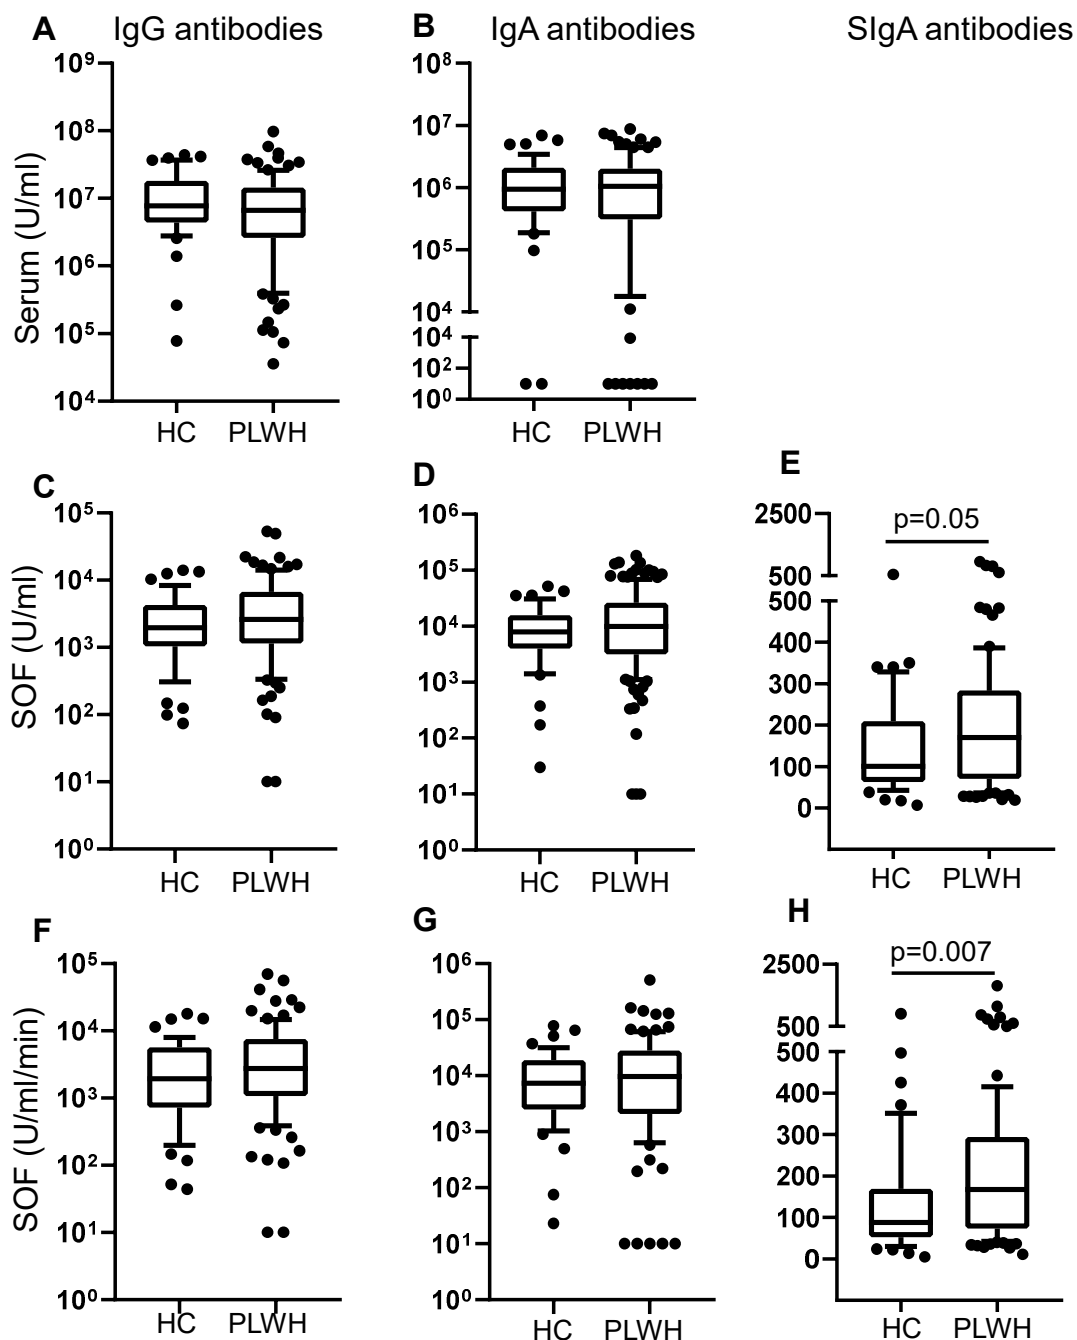 A IgG antibodies B IgA antibodies SIgA antibodies
Serum (U/ml)
10⁹
10⁸
10⁷
10⁶
10⁵
10⁴
HC PLWH
10⁸
10⁷
10⁶
10⁵
10⁴
10⁴
10²
10⁰
HC PLWH
C
SOF (U/ml)
10⁵
10⁴
10³
10²
10¹
10⁰
HC PLWH
D
10⁶
10⁵
10⁴
10³
10²
10¹
10⁰
HC PLWH
E
p=0.05
2500
500
500
400
300
200
100
0
HC PLWH
F
SOF (U/ml/min)
10⁵
10⁴
10³
10²
10¹
10⁰
HC PLWH
G
10⁶
10⁵
10⁴
10³
10²
10¹
10⁰
HC PLWH
H
p=0.007
2500
500
500
400
300
200
100
0
HC PLWH